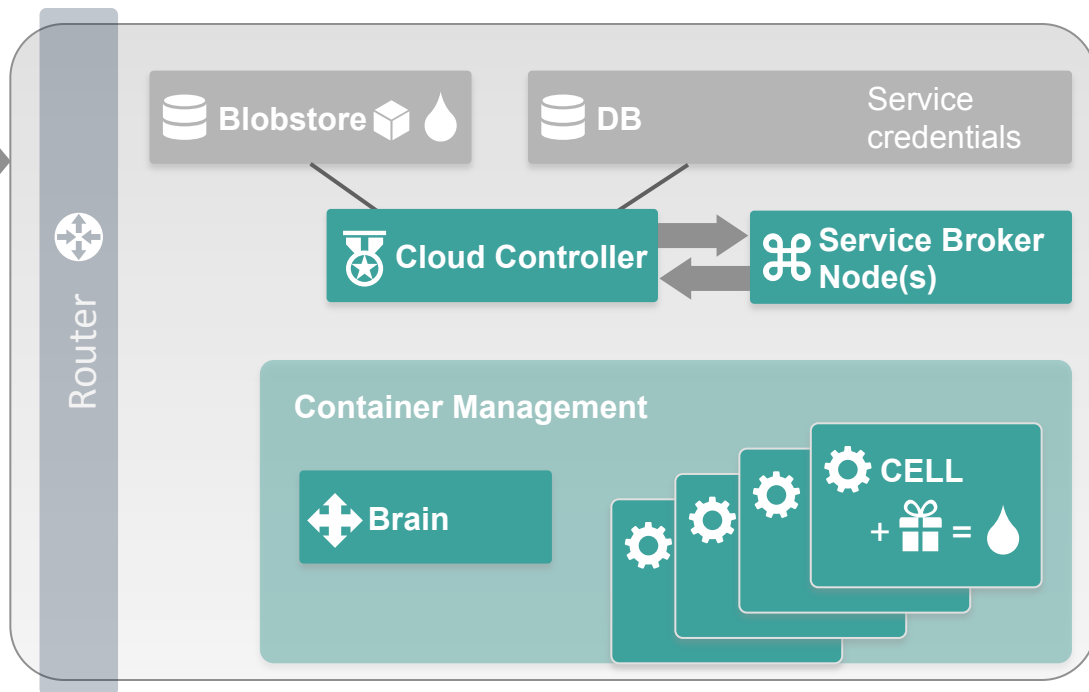 Router
Blobstore
DB
Service
credentials
Cloud Controller
Service Broker
Node(s)
Container Management
Brain
CELL
+ =